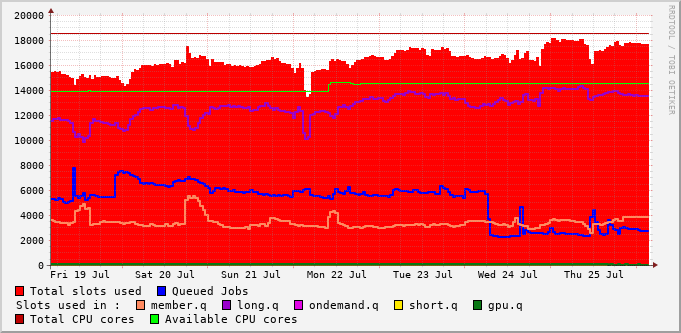 20000
18000
16000
14000
12000
10000
8000
6000
4000
2000
0
Fri 19 Jul Sat 20 Jul Sun 21 Jul Mon 22 Jul Tue 23 Jul Wed 24 Jul Thu 25 Jul
Total slots used Queued Jobs
Slots used in : member.q long.q ondemand.q short.q gpu.q
Total CPU cores Available CPU cores
RRDTOOL / TOBI OETIKER